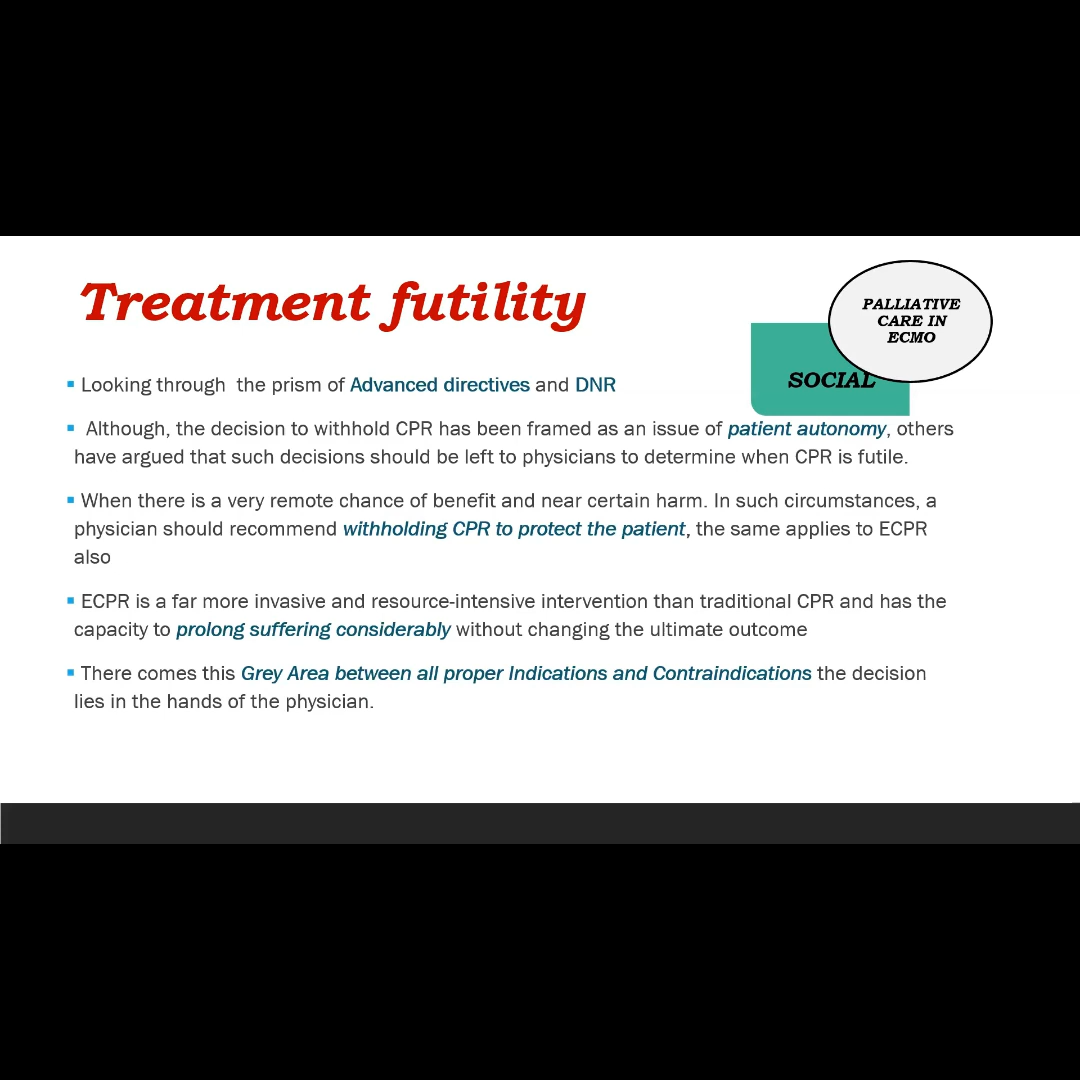 Treatment futility
PALLIATIVE
CARE IN
ECMO
SOCIAL
▪ Looking through  the prism of Advanced directives and DNR
▪ Although, the decision to withhold CPR has been framed as an issue of patient autonomy, others
have argued that such decisions should be left to physicians to determine when CPR is futile.
▪ When there is a very remote chance of benefit and near certain harm. In such circumstances, a
physician should recommend withholding CPR to protect the patient, the same applies to ECPR
also
▪ ECPR is a far more invasive and resource-intensive intervention than traditional CPR and has the
capacity to prolong suffering considerably without changing the ultimate outcome
▪ There comes this Grey Area between all proper Indications and Contraindications the decision
lies in the hands of the physician.